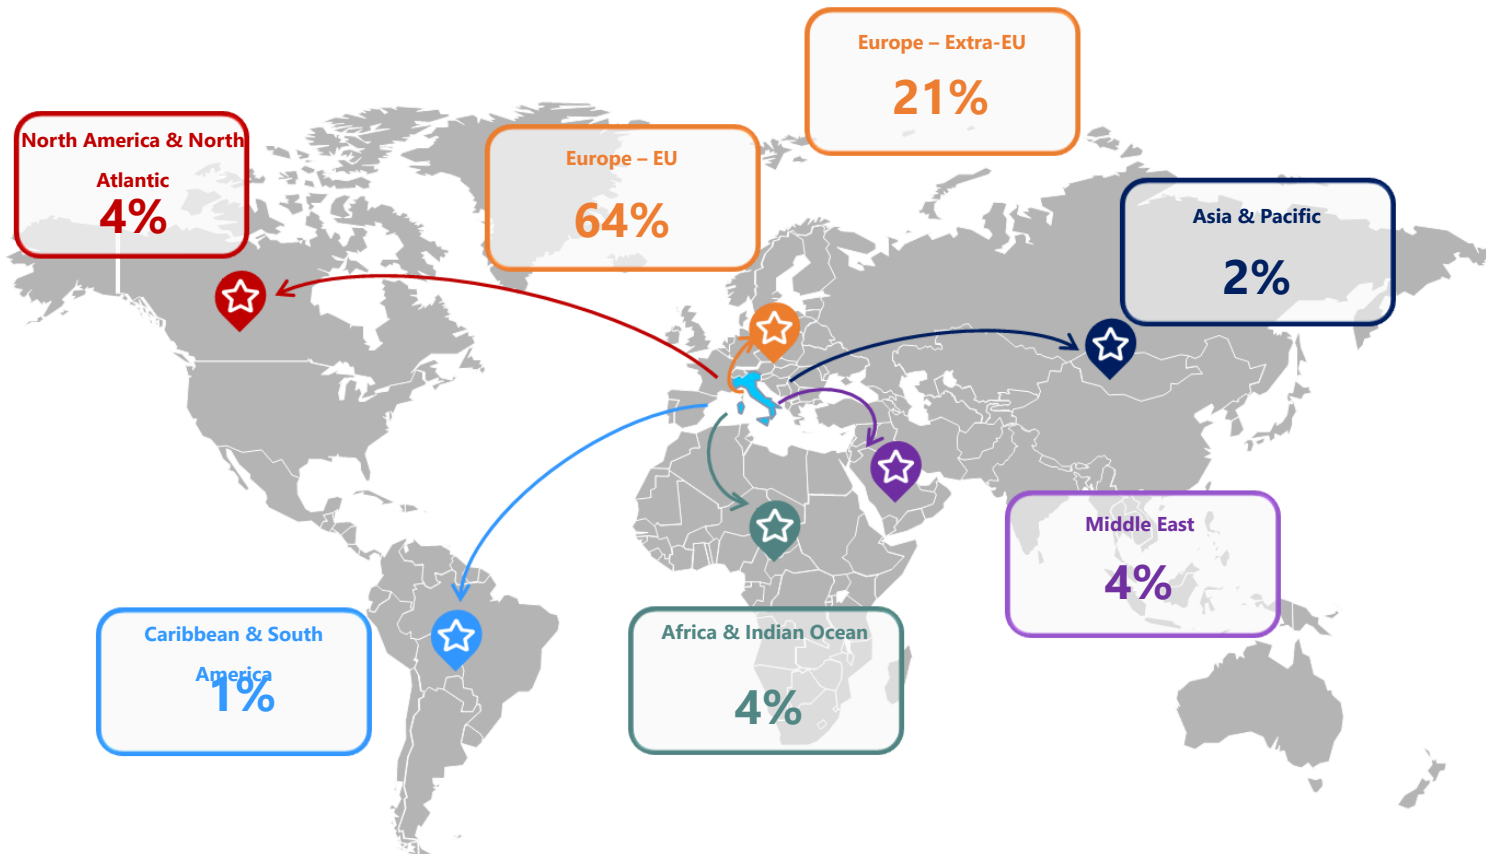 Europe – Extra-EU
21%
North America & North
Atlantic
4%
Europe – EU
64%
Asia & Pacific
2%
Middle East
4%
Caribbean & South
America
1%
Africa & Indian Ocean
4%